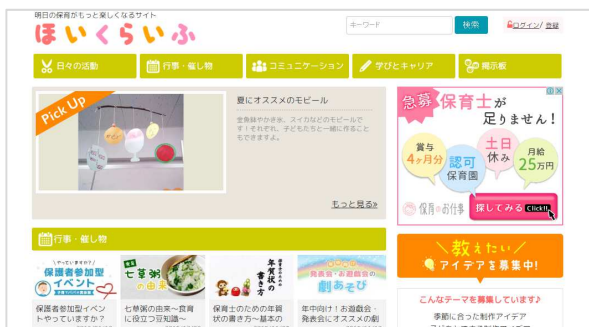 明日の保育がもっと楽しくなるサイト
ほいくらいふ
キーワード
検索
ログイン/ 登録
日々の活動
行事・催し物
コミュニケーション
学びとキャリア
掲示板
Pick Up
夏にオススメのモビール
金魚鉢やかき氷、スイカなどのモビールで
す！それぞれ、子どもたちと一緒に作ること
もできますよ。
もっと見る»
急募 保育士が
足りません!
賞与
4ヶ月分
認可
保育園
土日
休み
月給
25万円
保育のお仕事
探してみる Click!!
行事・催し物
\やっていますか?/
保護者参加型
イベント
七草粥
の由来
年賀状の
書き方
発表会・お遊戯会の
劇あそび
保護者参加型イベン
トやっていますか？
七草粥の由来～良育
に役立つ豆知識～
保育士のための年賀
状の書き方～基本の
年中向け！お遊戯会・
発表会にオススメの劇
\教えたい/
アイデアを募集中!
こんなテーマを募集しています♪
季節に合った制作アイデア